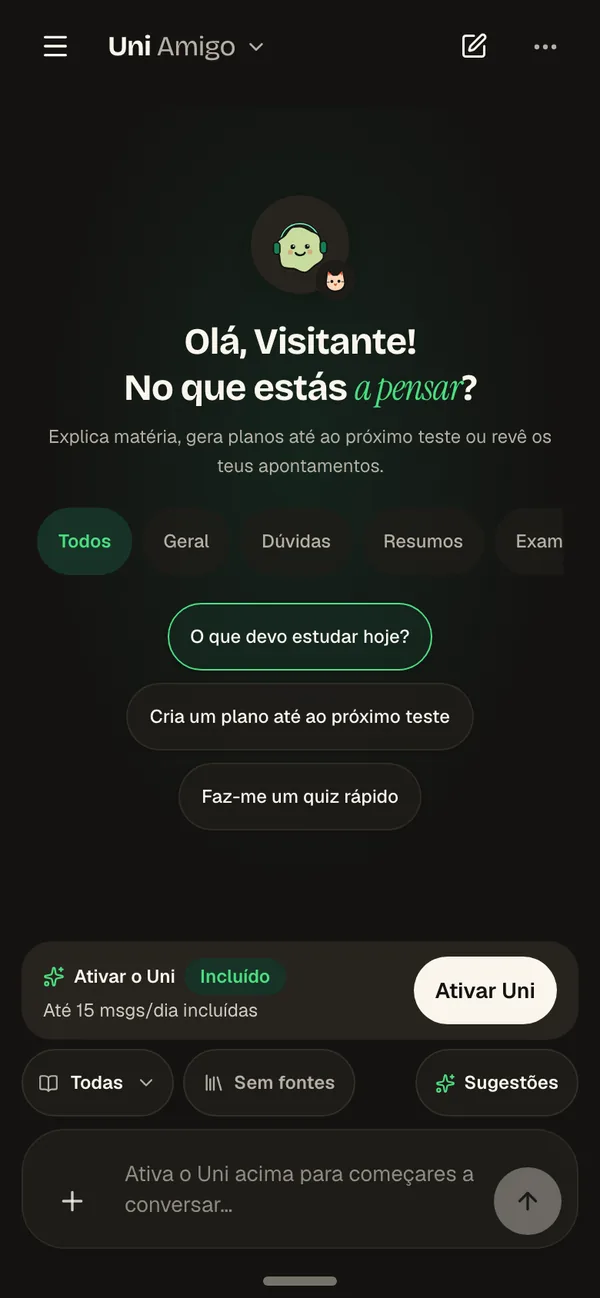 Uni Amigo
Olá, Visitante!
No que estás a pensar?
Explica matéria, gera planos até ao próximo teste ou revê os
teus apontamentos.
Todos Geral Dúvidas Resumos Exam
O que devo estudar hoje?
Cria um plano até ao próximo teste
Faz-me um quiz rápido
Ativar o Uni Incluído
Até 15 msgs/dia incluídas
Ativar Uni
Todas Sem fontes Sugestões
Ativa o Uni acima para começares a
conversar...